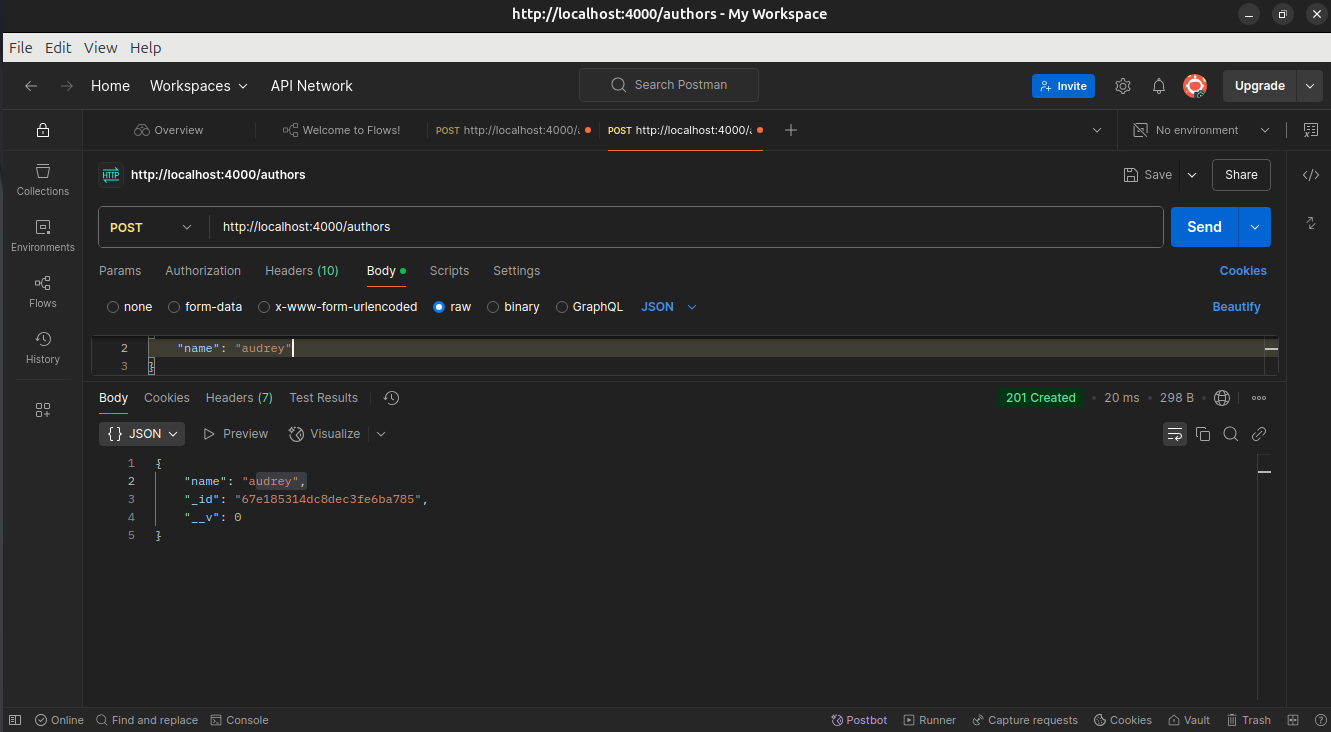 http://localhost:4000/authors - My Workspace
File Edit View Help
Home Workspaces API Network Search Postman Invite Upgrade
Overview Welcome to Flows! POST http://localhost:4000/ POST http://localhost:4000/ No environment
HTTP http://localhost:4000/authors Save Share
Collections
POST http://localhost:4000/authors Send
Environments
Params Authorization Headers (10) Body Scripts Settings Cookies
Flows
none form-data x-www-form-urlencoded raw binary GraphQL JSON Beautify
History
2 "name": "audrey"
3 }
Body Cookies Headers (7) Test Results 201 Created • 20 ms • 298 B
{} JSON Preview Visualize
1 {
2 "name": "audrey",
3 "_id": "67e185314dc8dec3fe6ba785",
4 "__v": 0
5 }
Online Find and replace Console Postbot Runner Capture requests Cookies Vault Trash